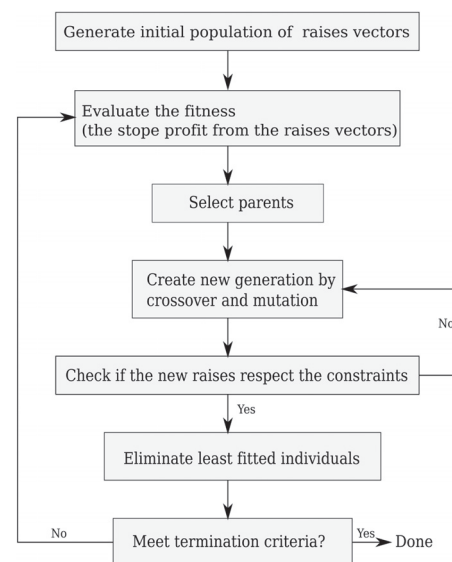 Generate initial population of raises vectors
Evaluate the fitness
(the stope profit from the raises vectors)
Select parents
Create new generation by
crossover and mutation
No
Check if the new raises respect the constraints
Yes
Eliminate least fitted individuals
No
Meet termination criteria?
Yes
Done